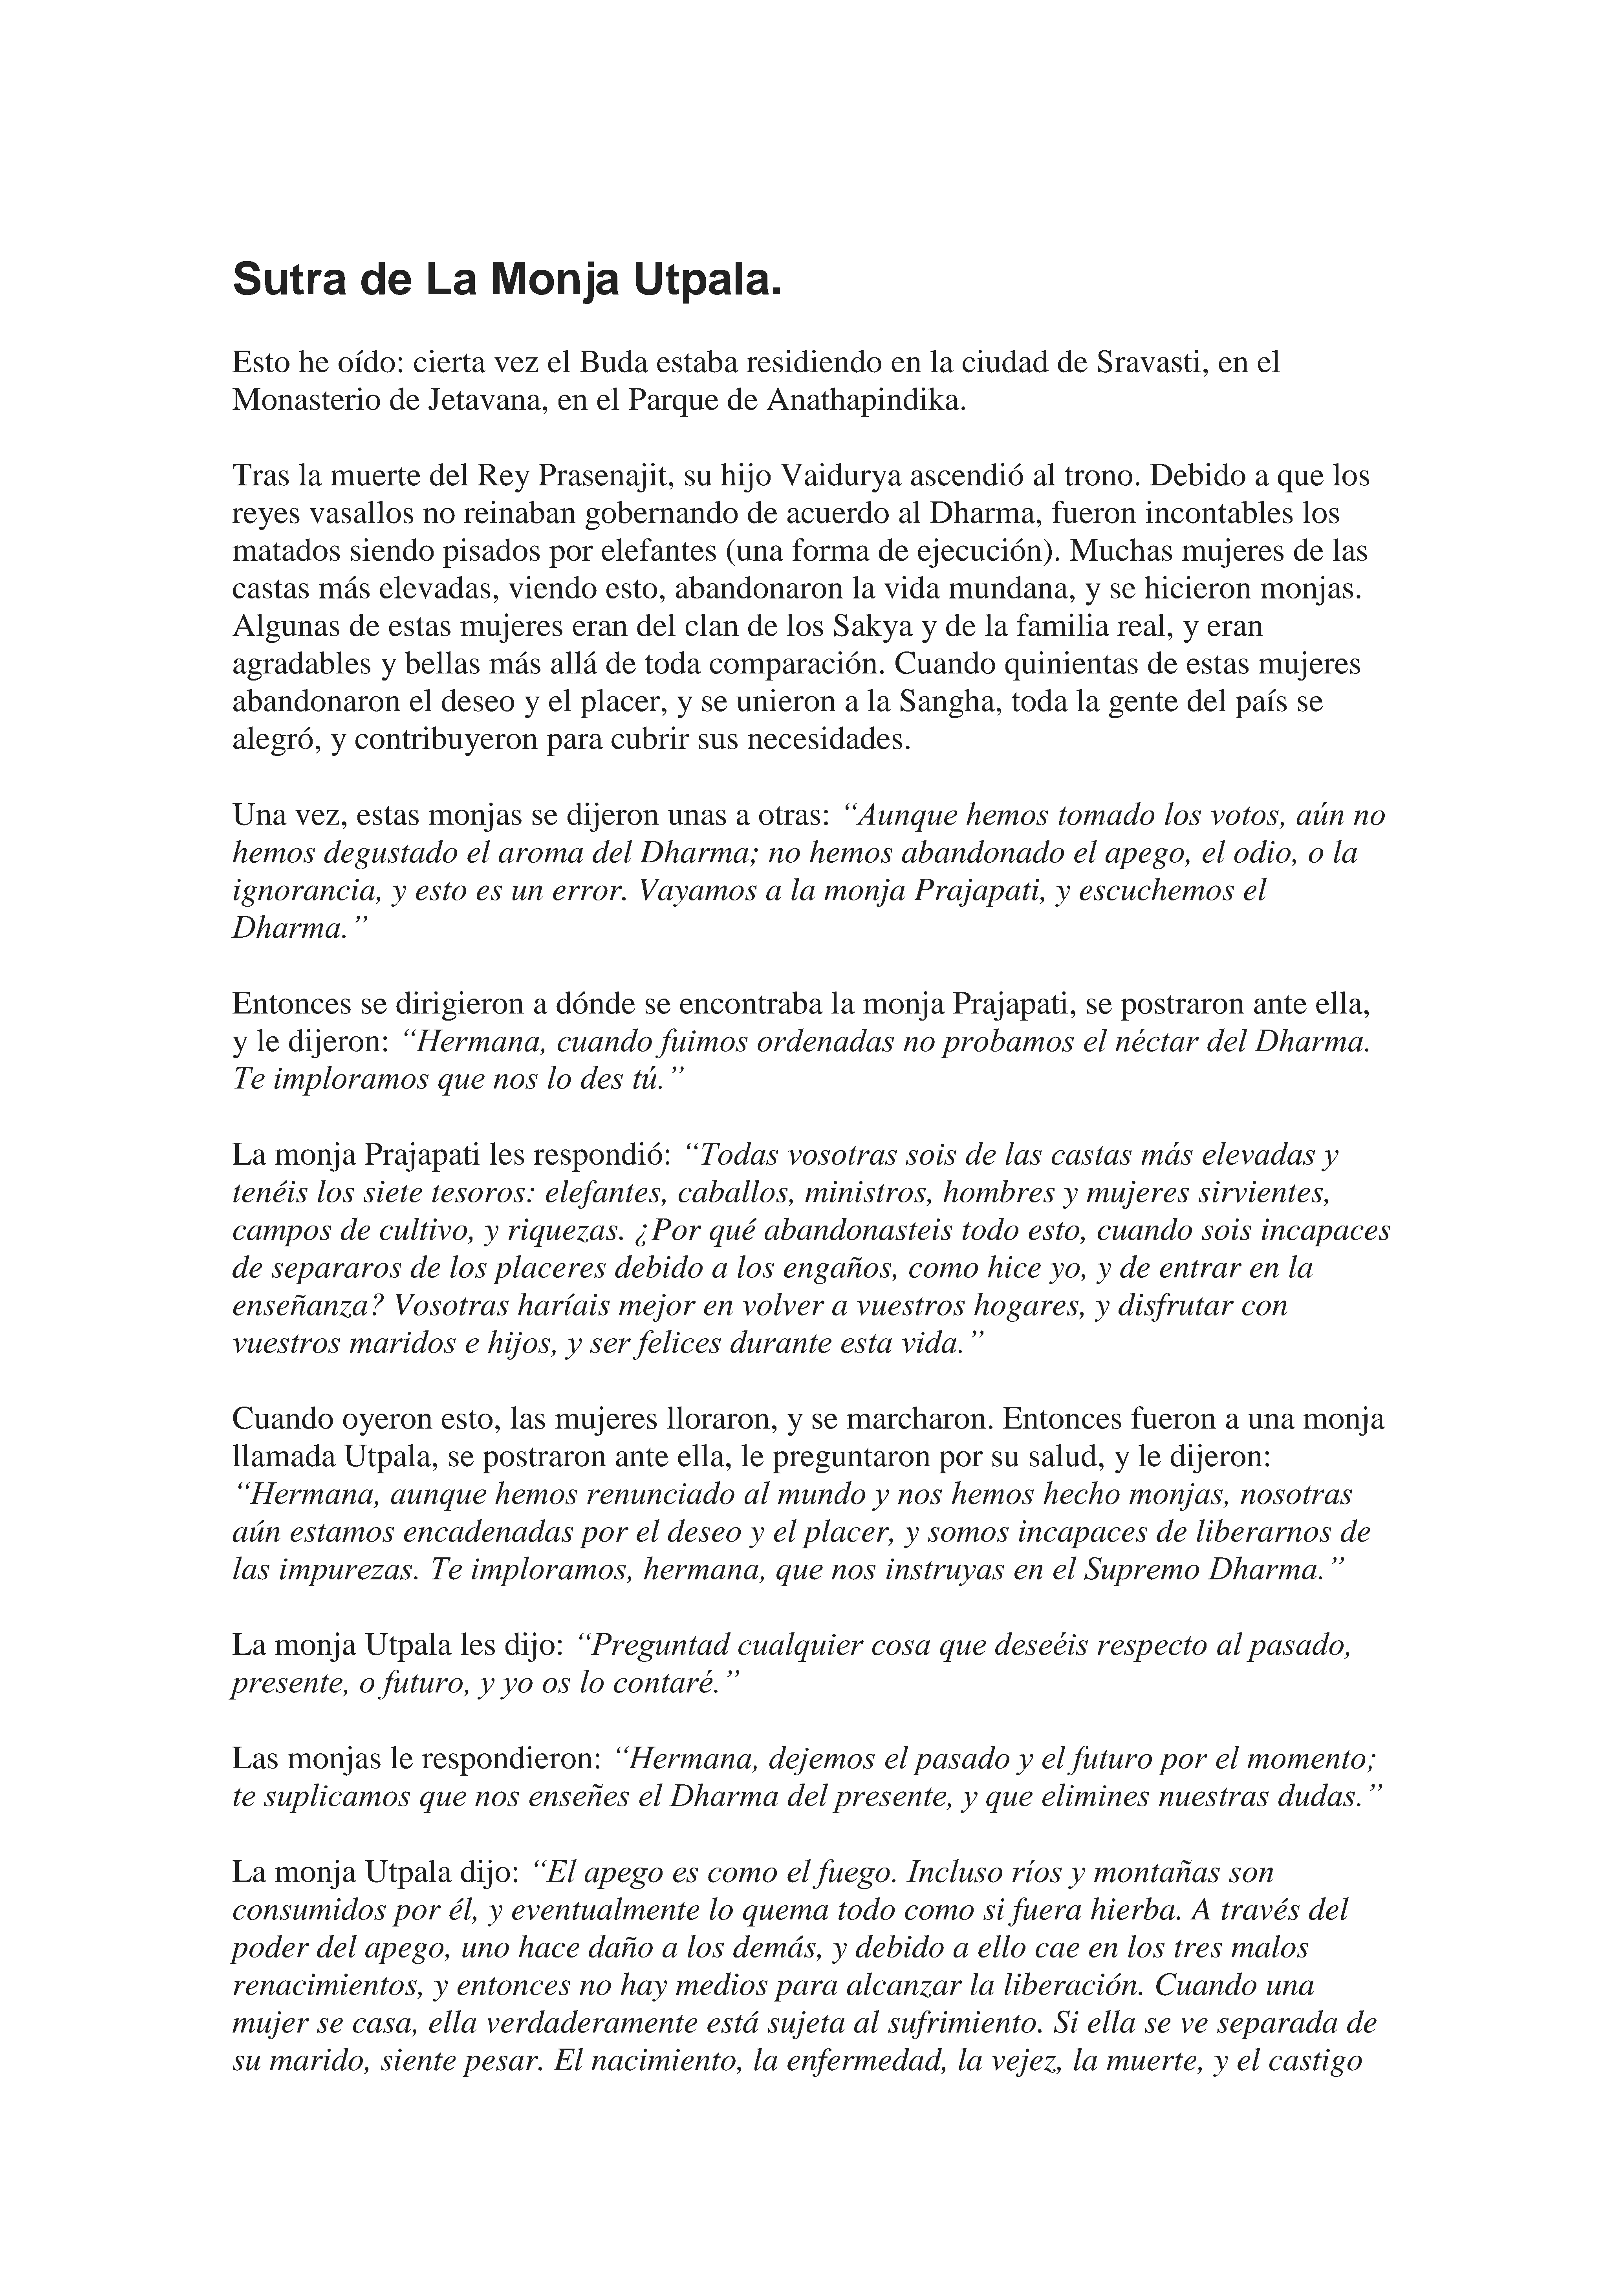 Sutra de La Monja Utpala.
Esto he oído: cierta vez el Buda estaba residiendo en la ciudad de Sravasti, en el
Monasterio de Jetavana, en el Parque de Anathapindika.
Tras la muerte del Rey Prasenajit, su hijo Vaidurya ascendió al trono. Debido a que los
reyes vasallos no reinaban gobernando de acuerdo al Dharma, fueron incontables los
matados siendo pisados por elefantes (una forma de ejecución). Muchas mujeres de las
castas más elevadas, viendo esto, abandonaron la vida mundana, y se hicieron monjas.
Algunas de estas mujeres eran del clan de los Sakya y de la familia real, y eran
agradables y bellas más allá de toda comparación. Cuando quinientas de estas mujeres
abandonaron el deseo y el placer, y se unieron a la Sangha, toda la gente del país se
alegró, y contribuyeron para cubrir sus necesidades.
Una vez, estas monjas se dijeron unas a otras: “Aunque hemos tomado los votos, aún no
hemos degustado el aroma del Dharma; no hemos abandonado el apego, el odio, o la
ignorancia, y esto es un error. Vayamos a la monja Prajapati, y escuchemos el
Dharma.”
Entonces se dirigieron a dónde se encontraba la monja Prajapati, se postraron ante ella,
y le dijeron: “Hermana, cuando fuimos ordenadas no probamos el néctar del Dharma.
Te imploramos que nos lo des tú.”
La monja Prajapati les respondió: “Todas vosotras sois de las castas más elevadas y
tenéis los siete tesoros: elefantes, caballos, ministros, hombres y mujeres sirvientes,
campos de cultivo, y riquezas. ¿Por qué abandonasteis todo esto, cuando sois incapaces
de separaros de los placeres debido a los engaños, como hice yo, y de entrar en la
enseñanza? Vosotras haríais mejor en volver a vuestros hogares, y disfrutar con
vuestros maridos e hijos, y ser felices durante esta vida.”
Cuando oyeron esto, las mujeres lloraron, y se marcharon. Entonces fueron a una monja
llamada Utpala, se postraron ante ella, le preguntaron por su salud, y le dijeron:
“Hermana, aunque hemos renunciado al mundo y nos hemos hecho monjas, nosotras
aún estamos encadenadas por el deseo y el placer, y somos incapaces de liberarnos de
las impurezas. Te imploramos, hermana, que nos instruyas en el Supremo Dharma.”
La monja Utpala les dijo: “Preguntad cualquier cosa que deseéis respecto al pasado,
presente, o futuro, y yo os lo contaré.”
Las monjas le respondieron: “Hermana, dejemos el pasado y el futuro por el momento;
te suplicamos que nos enseñes el Dharma del presente, y que elimines nuestras dudas.”
La monja Utpala dijo: “El apego es como el fuego. Incluso ríos y montañas son
consumidos por él, y eventualmente lo quema todo como si fuera hierba. A través del
poder del apego, uno hace daño a los demás, y debido a ello cae en los tres malos
renacimientos, y entonces no hay medios para alcanzar la liberación. Cuando una
mujer se casa, ella verdaderamente está sujeta al sufrimiento. Si ella se ve separada de
su marido, siente pesar. El nacimiento, la enfermedad, la vejez, la muerte, y el castigo